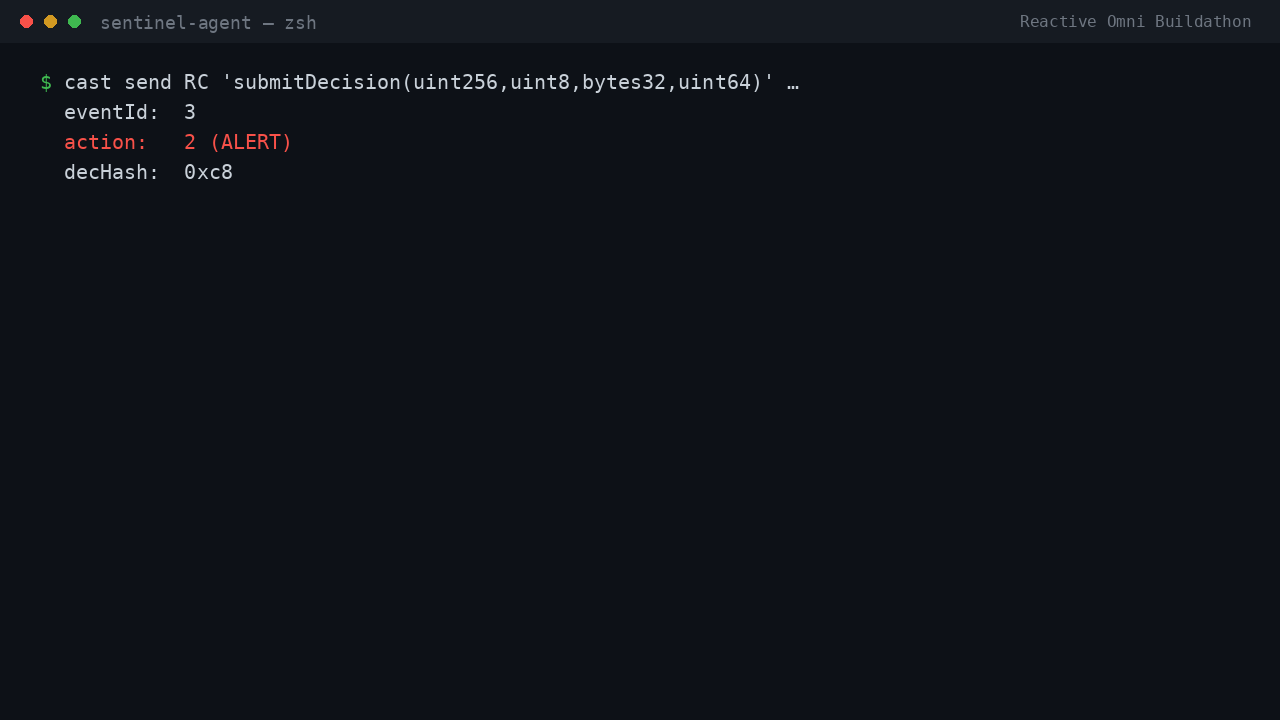 sentinel-agent — zsh
Reactive Omni Buildathon
$ cast send RC 'submitDecision(uint256,uint8,bytes32,uint64)' …
eventId: 3
action: 2 (ALERT)
decHash: 0xc8